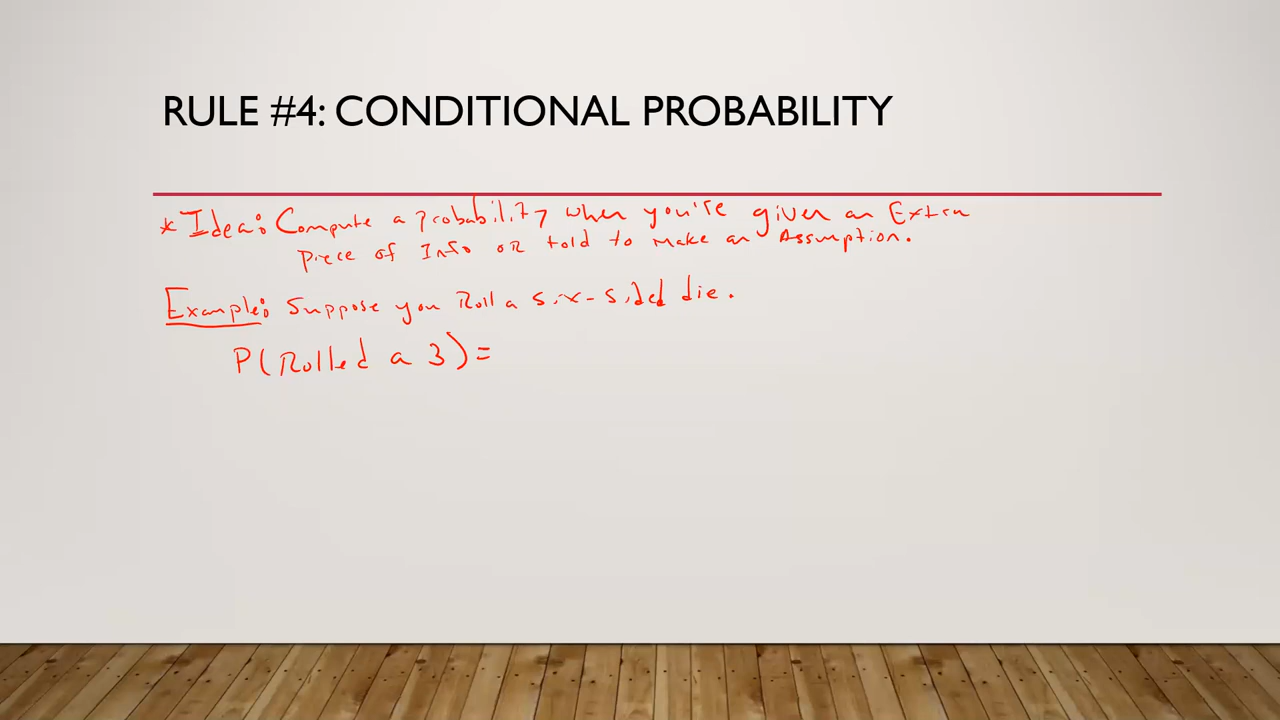 RULE #4: CONDITIONAL PROBABILITY
* Idea: Compute a probability when you're given an Extra
Piece of Info OR told to Make an Assumption.
Example: Suppose you Roll a six-sided die.
P(Rolled a 3) =